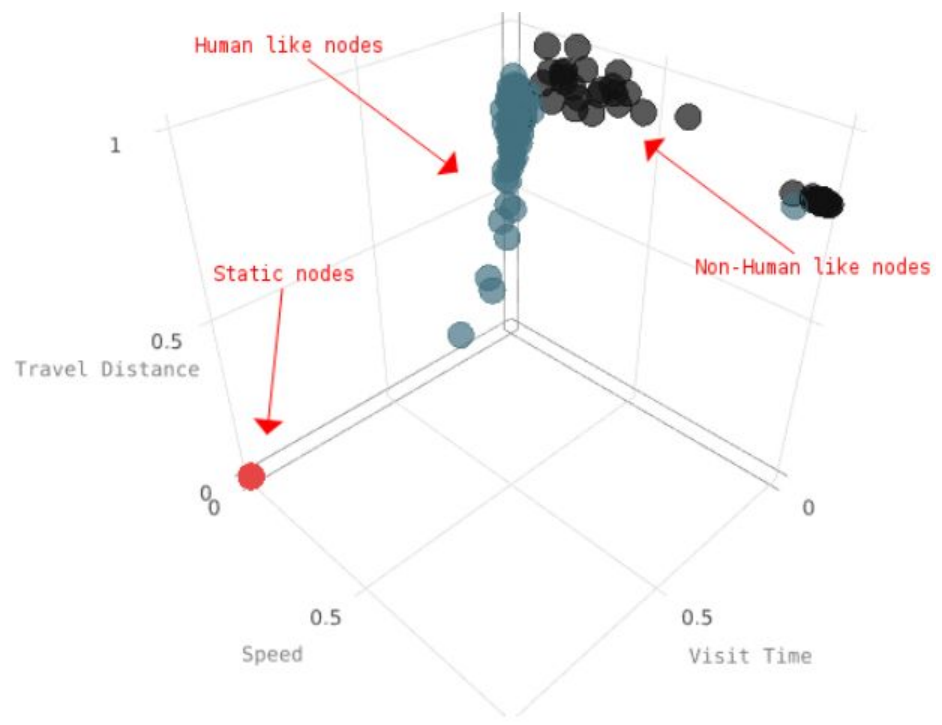 Human like nodes
1
Static nodes
Non-Human like nodes
0.5
Travel Distance
0
0
0
0.5
0.5
Speed
Visit Time